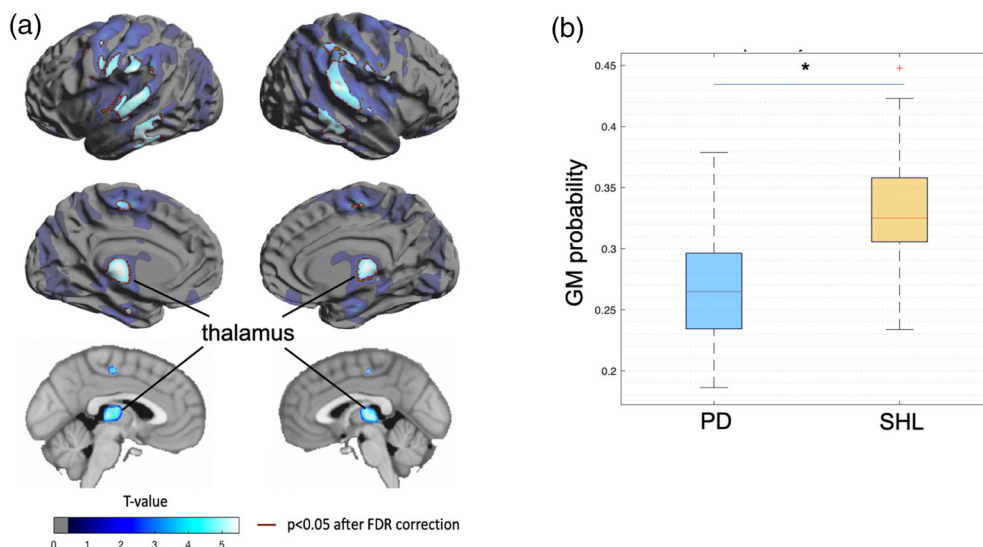 (a)
thalamus
T-value
0 1 2 3 4 5
p<0.05 after FDR correction
(b)
GM probability
0.45
0.4
0.35
0.3
0.25
0.2
*
PD SHL